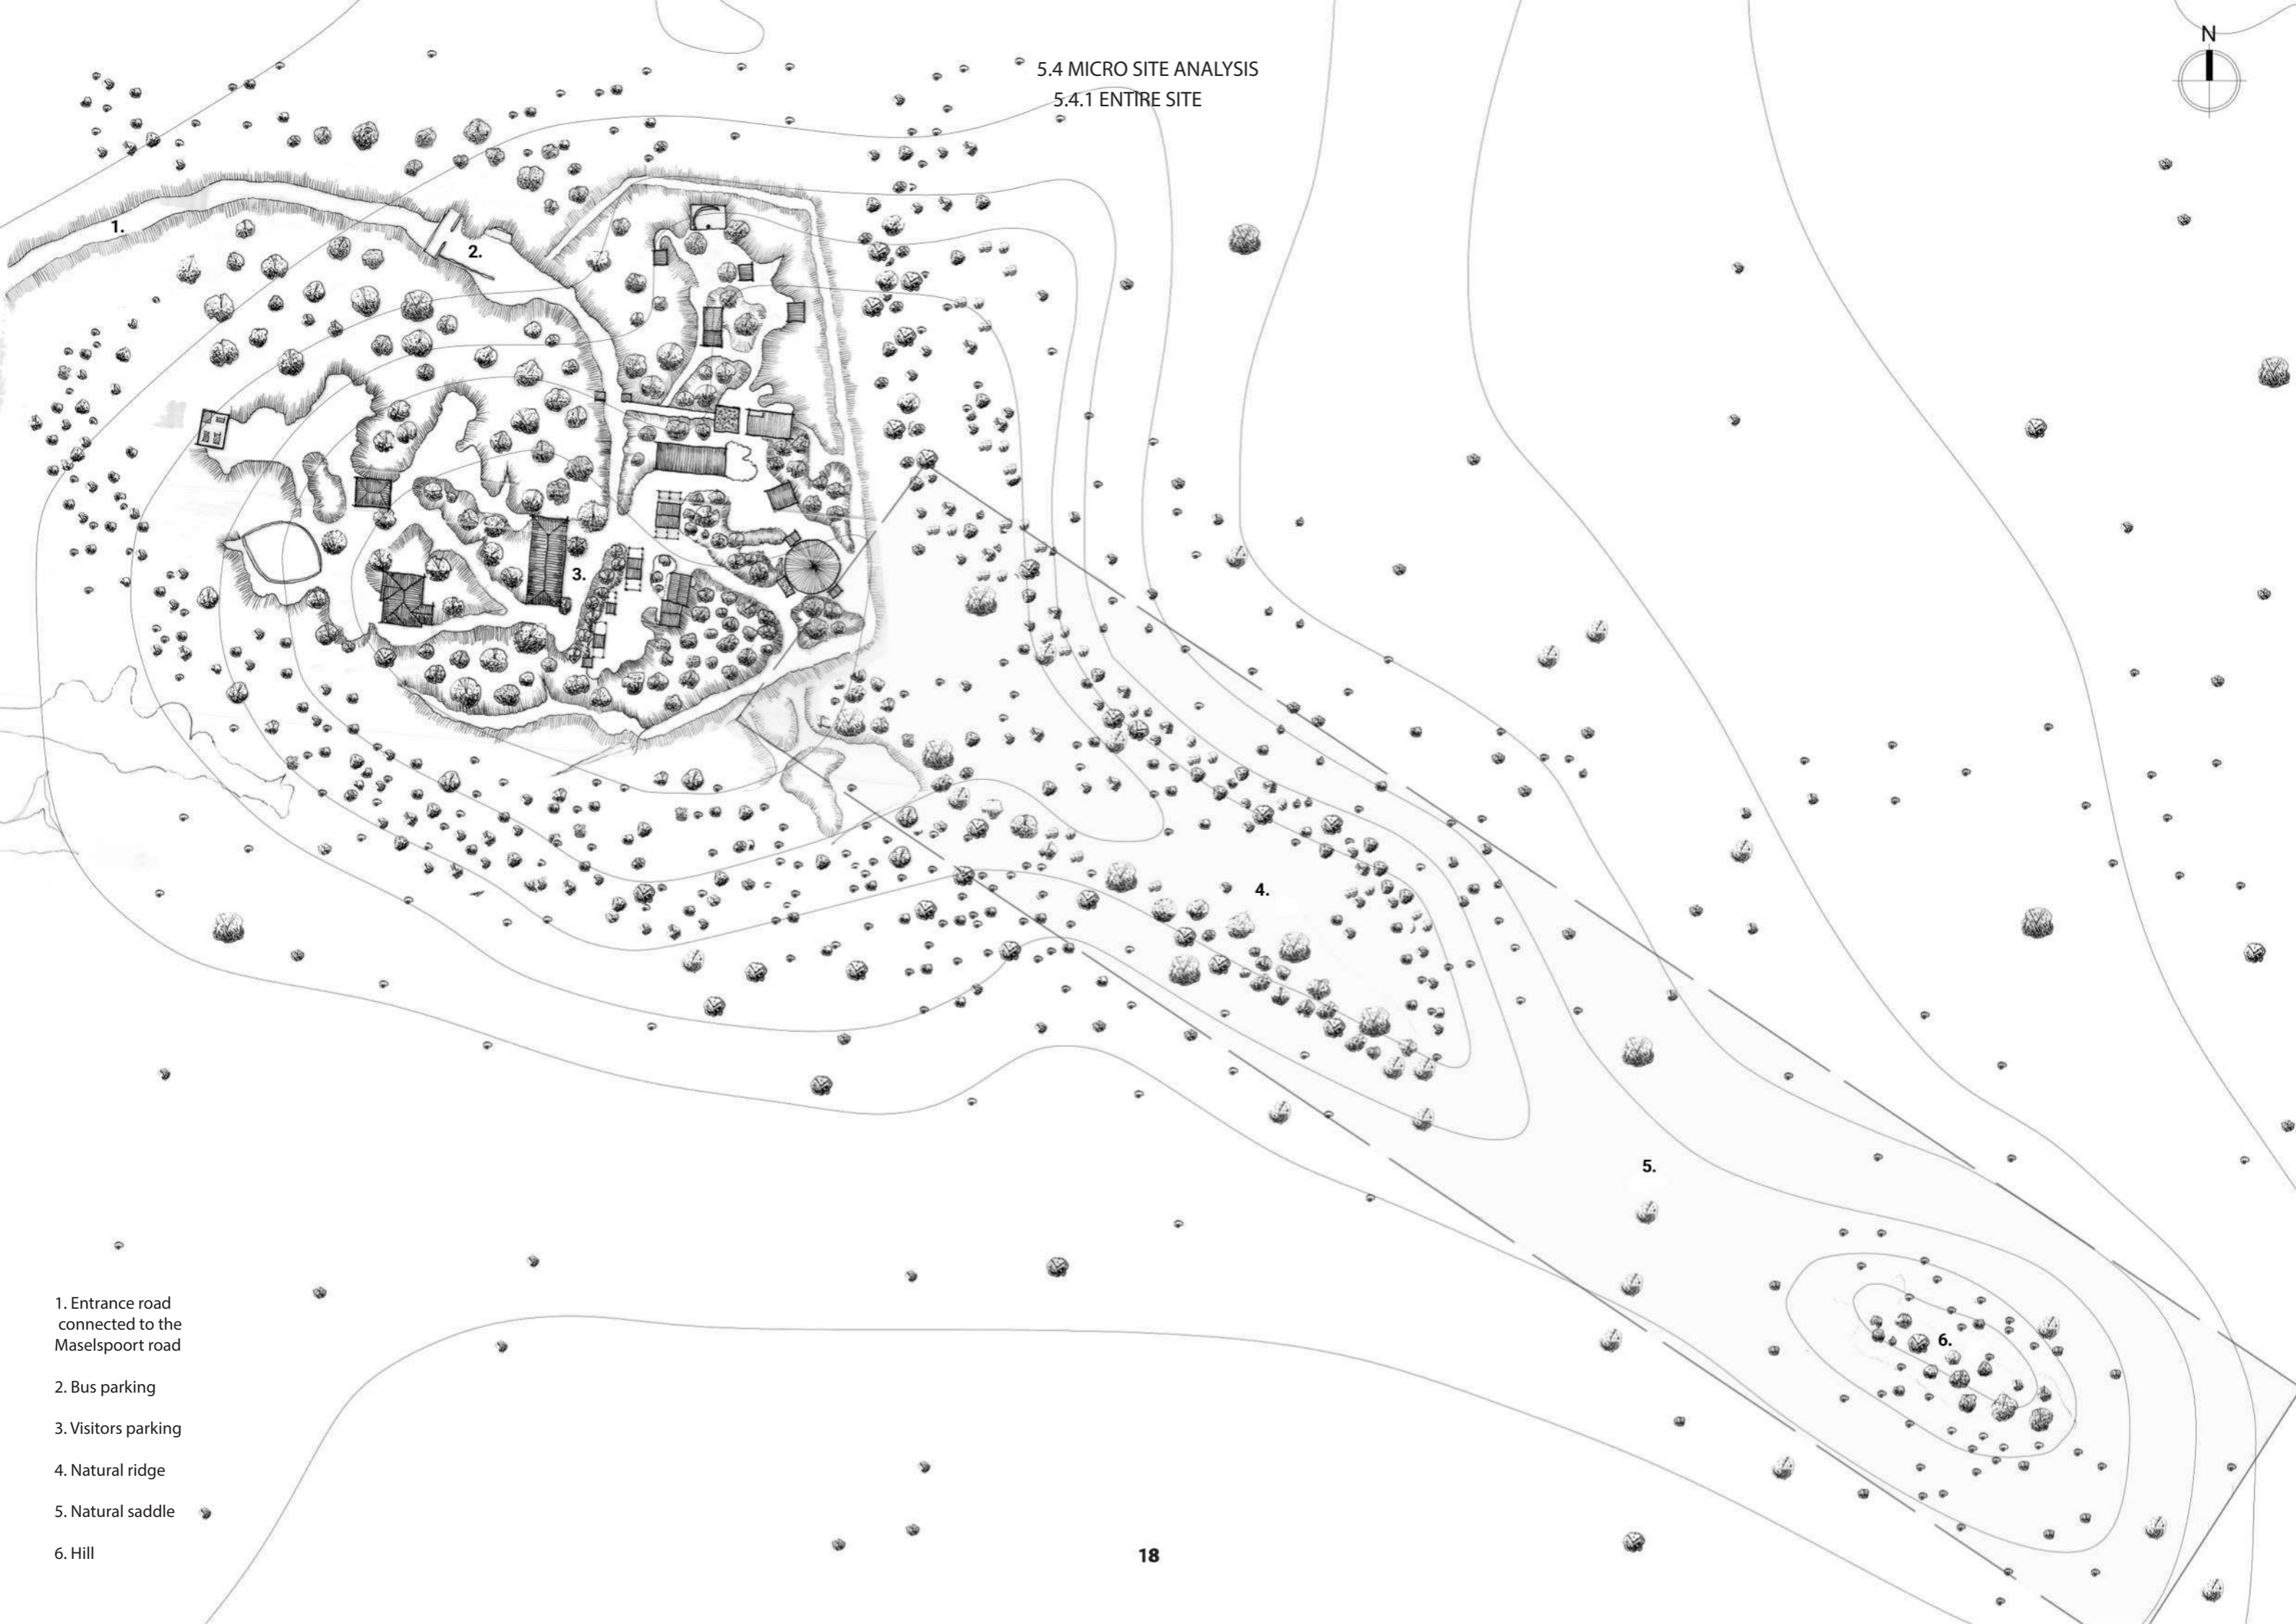 N
5.4 MICRO SITE ANALYSIS
5.4.1 ENTIRE SITE
1.
2.
3.
4.
5.
6.
1. Entrance road
connected to the
Maselspoort road
2. Bus parking
3. Visitors parking
4. Natural ridge
5. Natural saddle
6. Hill
18